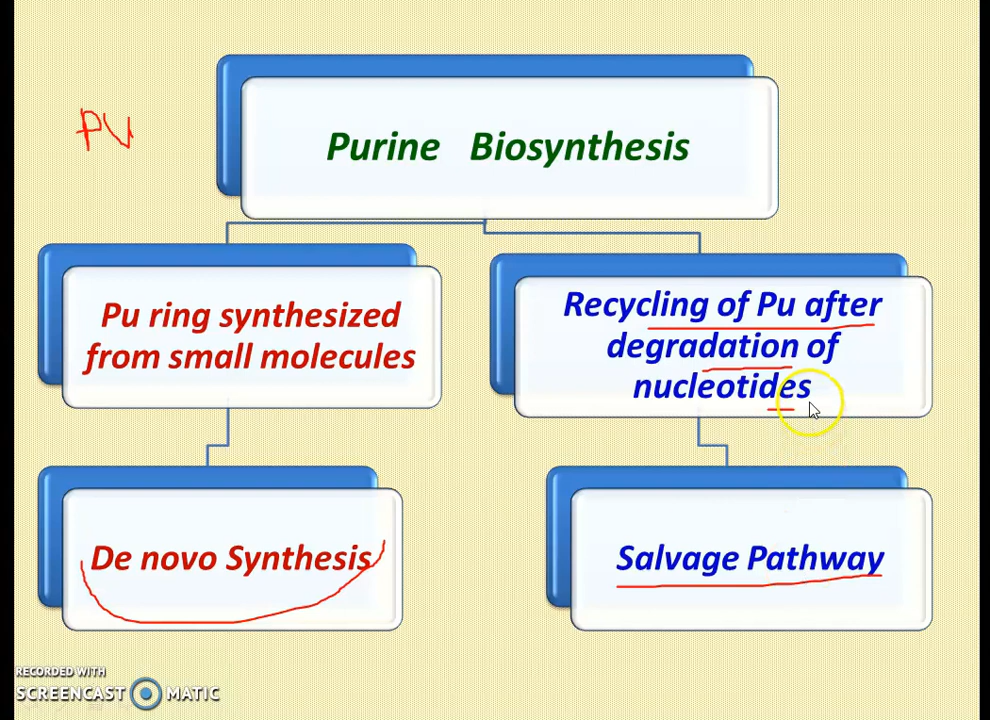 PU
Purine Biosynthesis
Pu ring synthesized
from small molecules
Recycling of Pu after
degradation of
nucleotides
De novo Synthesis
Salvage Pathway
RECORDED WITH
SCREENCAST MATIC